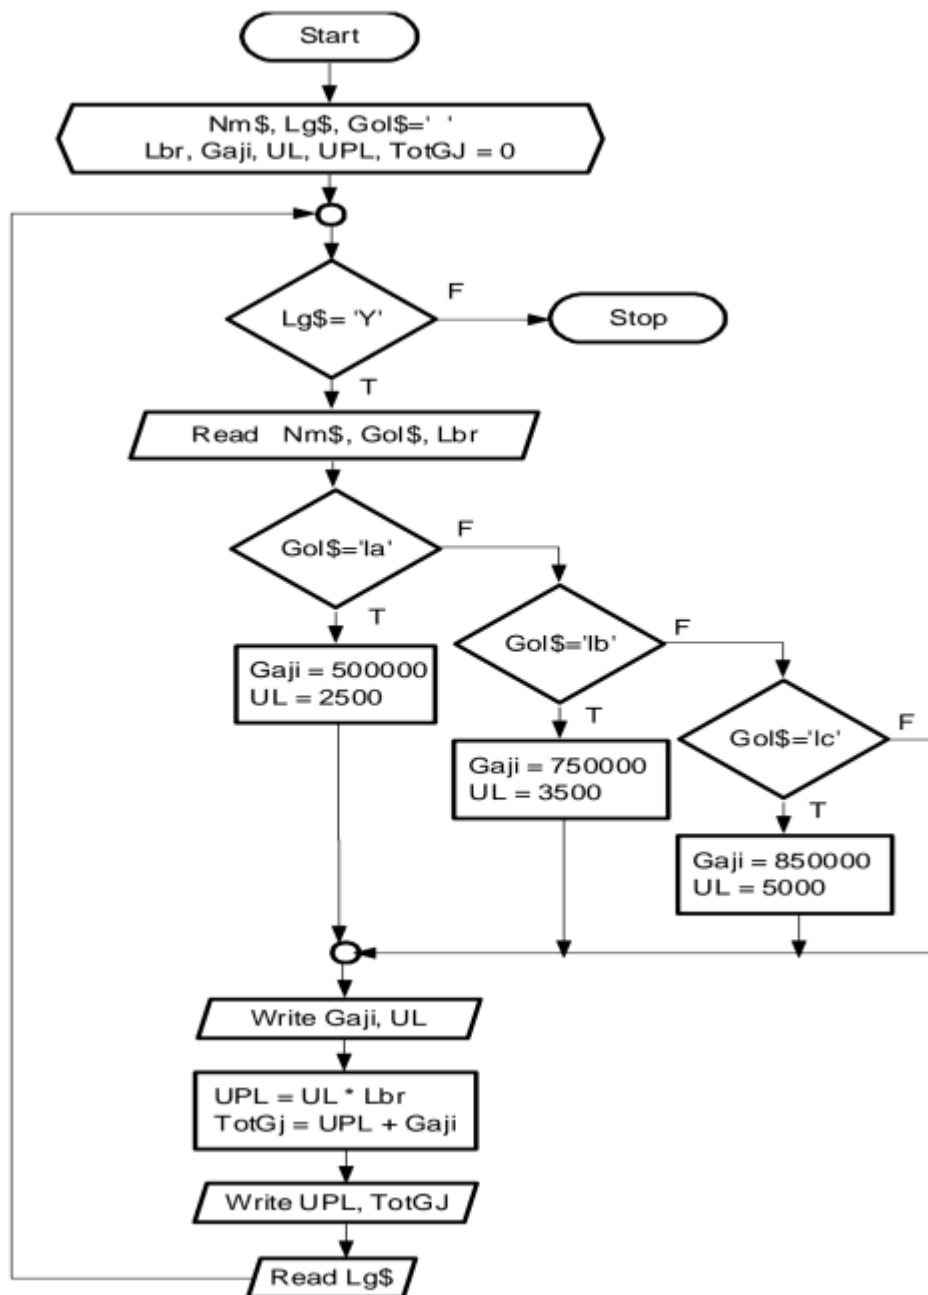 Start
Nm$, Lg$, Gol$=' '
Lbr, Gaji, UL, UPL, TotGJ = 0
Lg$= 'Y'
F
Stop
T
Read Nm$, Gol$, Lbr
Gol$='Ia'
F
T
Gaji = 500000
UL = 2500
Gol$='Ib'
F
T
Gaji = 750000
UL = 3500
Gol$='Ic'
F
T
Gaji = 850000
UL = 5000
Write Gaji, UL
UPL = UL * Lbr
TotGj = UPL + Gaji
Write UPL, TotGJ
Read Lg$